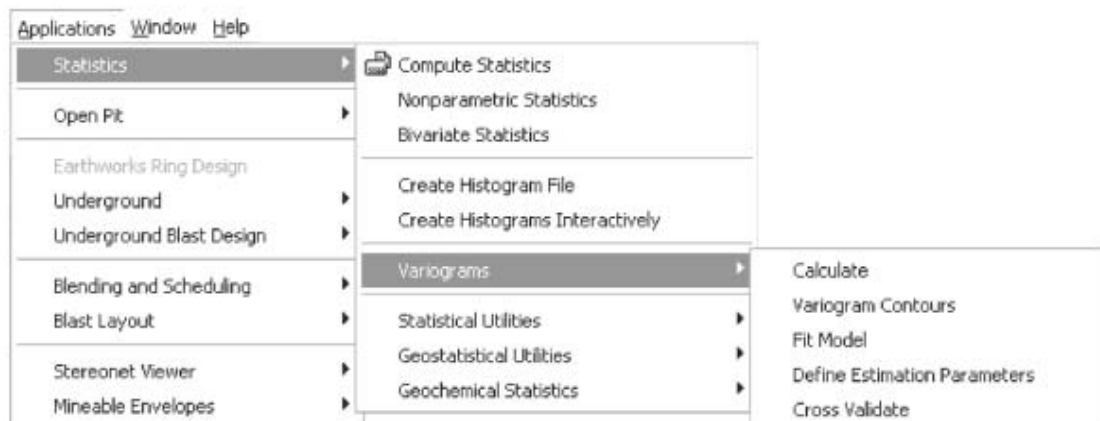 Applications Window Help
Statistics
Open Pit
Earthworks Ring Design
Underground
Underground Blast Design
Blending and Scheduling
Blast Layout
Stereonet Viewer
Mineable Envelopes
Compute Statistics
Nonparametric Statistics
Bivariate Statistics
Create Histogram File
Create Histograms Interactively
Variograms
Statistical Utilities
Geostatistical Utilities
Geochemical Statistics
Calculate
Variogram Contours
Fit Model
Define Estimation Parameters
Cross Validate